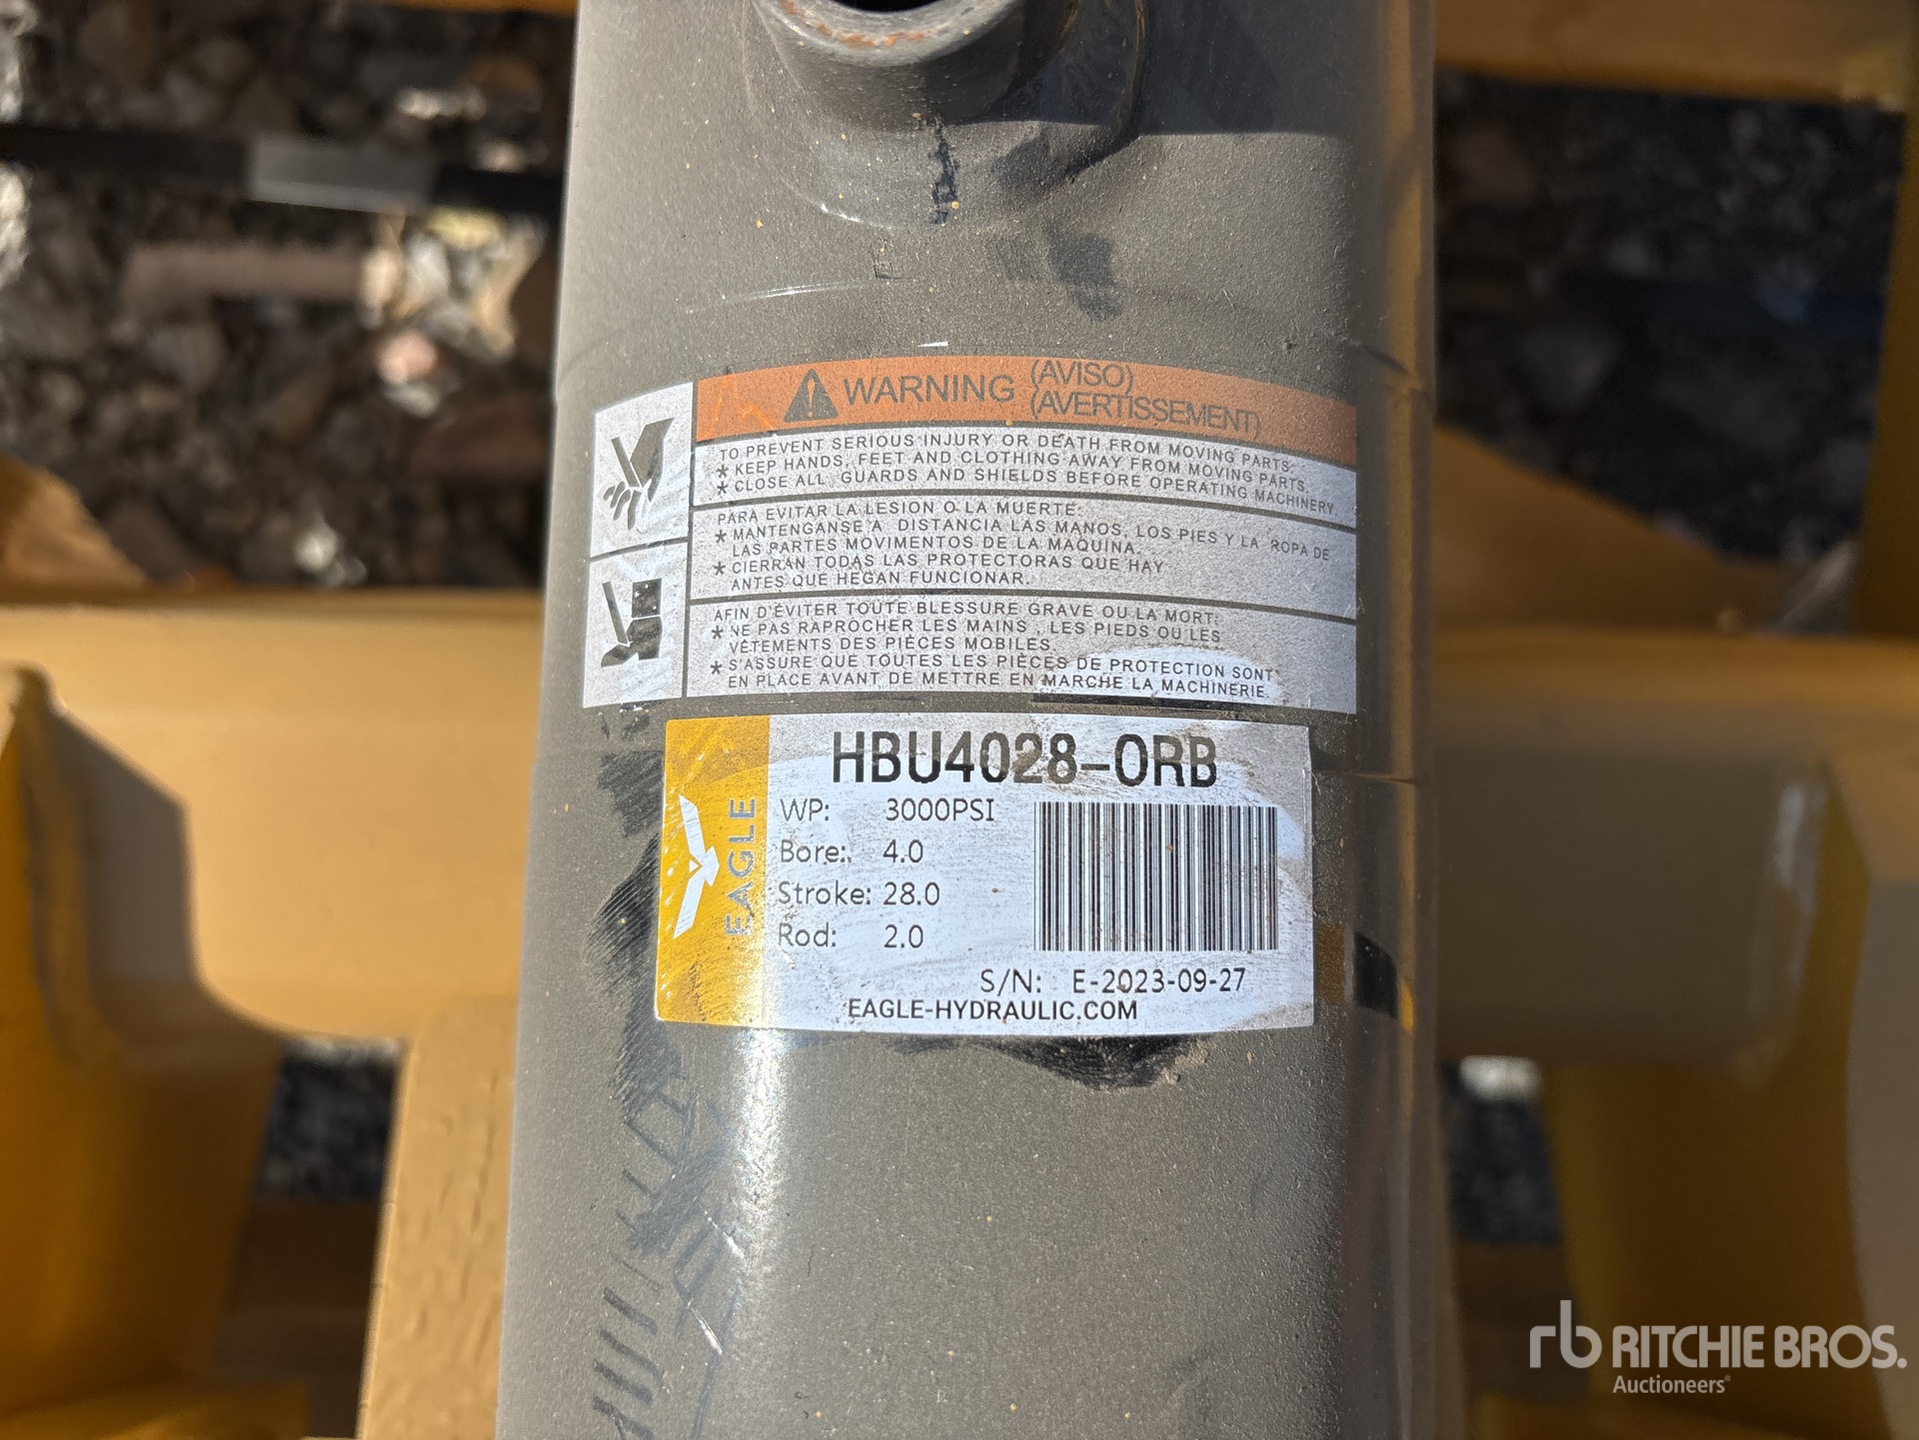 WARNING (AVISO)
(AVERTISSEMENT)
TO PREVENT SERIOUS INJURY OR DEATH FROM MOVING PARTS:
* KEEP HANDS, FEET AND CLOTHING AWAY FROM MOVING PARTS.
* CLOSE ALL GUARDS AND SHIELDS BEFORE OPERATING MACHINERY.
PARA EVITAR LA LESION O LA MUERTE:
* MANTENGANSE A DISTANCIA LAS MANOS, LOS PIES Y LA ROPA DE
LAS PARTES MOVIMENTOS DE LA MAQUINA.
* CIERRAN TODAS LAS PROTECTORAS QUE HAY
ANTES QUE HEGAN FUNCIONAR.
AFIN D'ÉVITER TOUTE BLESSURE GRAVE OU LA MORT:
* NE PAS RAPROCHER LES MAINS , LES PIEDS OU LES
VÊTEMENTS DES PIÈCES MOBILES.
* S'ASSURE QUE TOUTES LES PIÈCES DE PROTECTION SONT
EN PLACE AVANT DE METTRE EN MARCHE LA MACHINERIE.
EAGLE
HBU4028-ORB
WP: 3000PSI
Bore: 4.0
Stroke: 28.0
Rod: 2.0
S/N: E-2023-09-27
EAGLE-HYDRAULIC.COM
rb RITCHIE BROS.
Auctioneers®